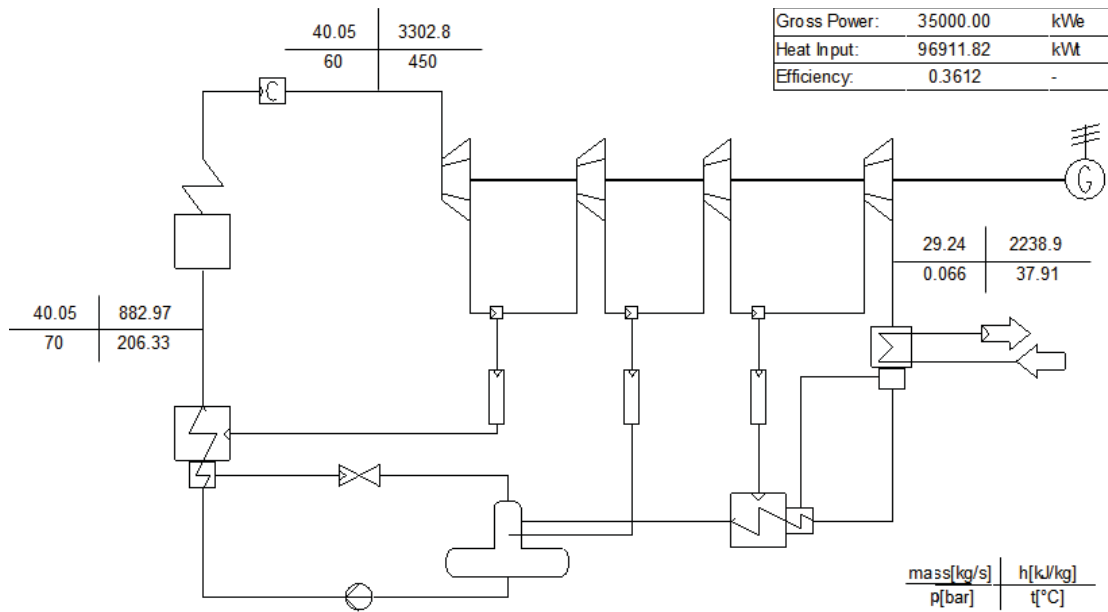 40.05 3302.8
60 450
Gross Power: 35000.00 kWe
Heat Input: 96911.82 kWt
Efficiency: 0.3612 -
C
G
29.24 2238.9
0.066 37.91
40.05 882.97
70 206.33
mass[kg/s] h[kJ/kg]
p[bar] t[°C]